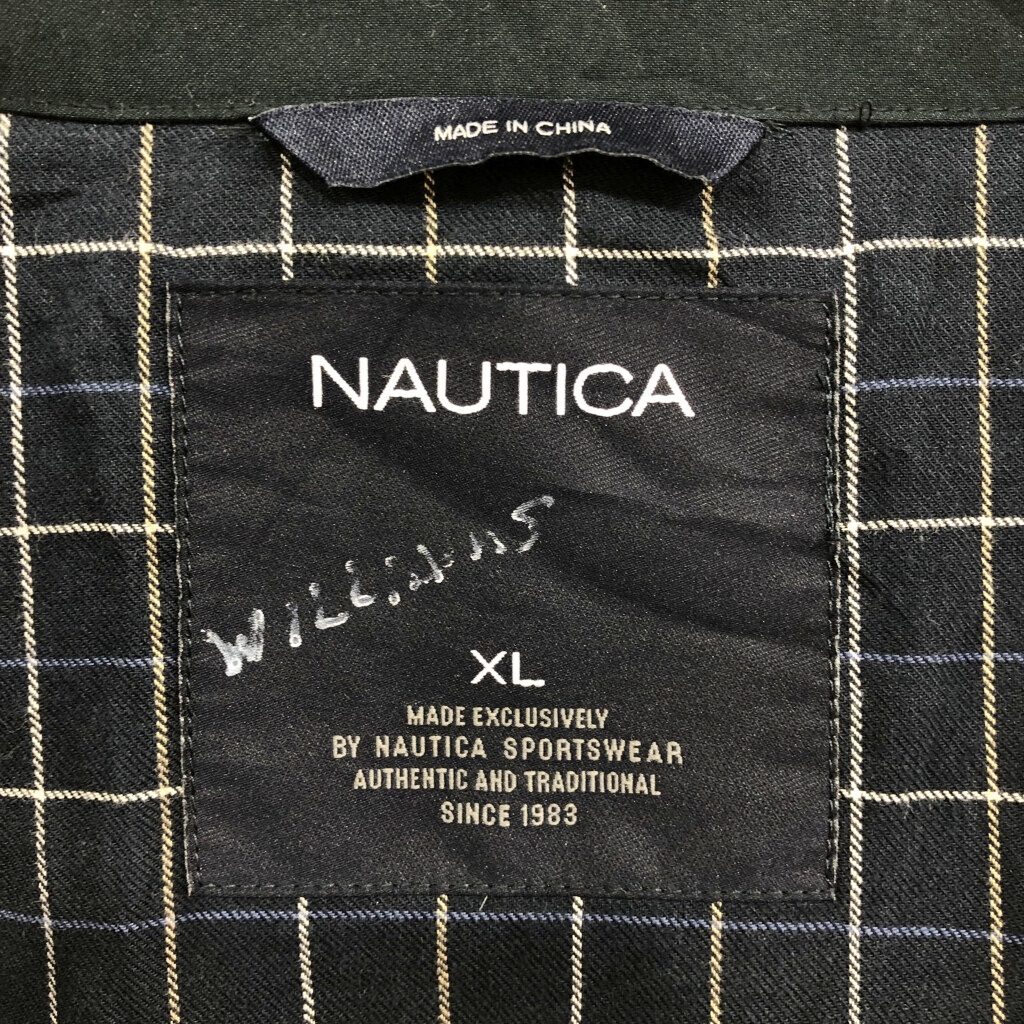 MADE IN CHINA
NAUTICA
WILLiAMS
XL
MADE EXCLUSIVELY
BY NAUTICA SPORTSWEAR
AUTHENTIC AND TRADITIONAL
SINCE 1983